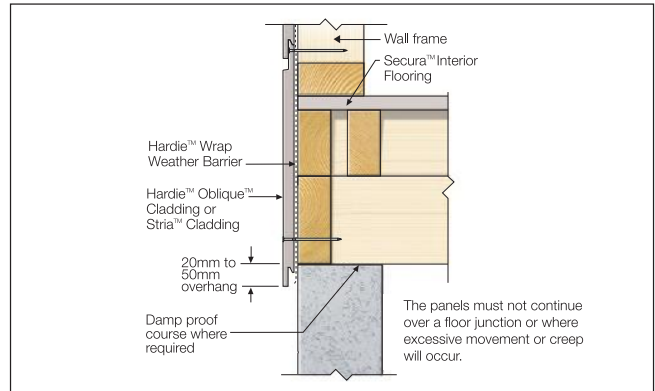 Wall frame
Secura™ Interior
Flooring
Hardie™ Wrap
Weather Barrier
Hardie™ Oblique™
Cladding or
Stria™ Cladding
20mm to
50mm
overhang
Damp proof
course where
required
The panels must not continue
over a floor junction or where
excessive movement or creep
will occur.